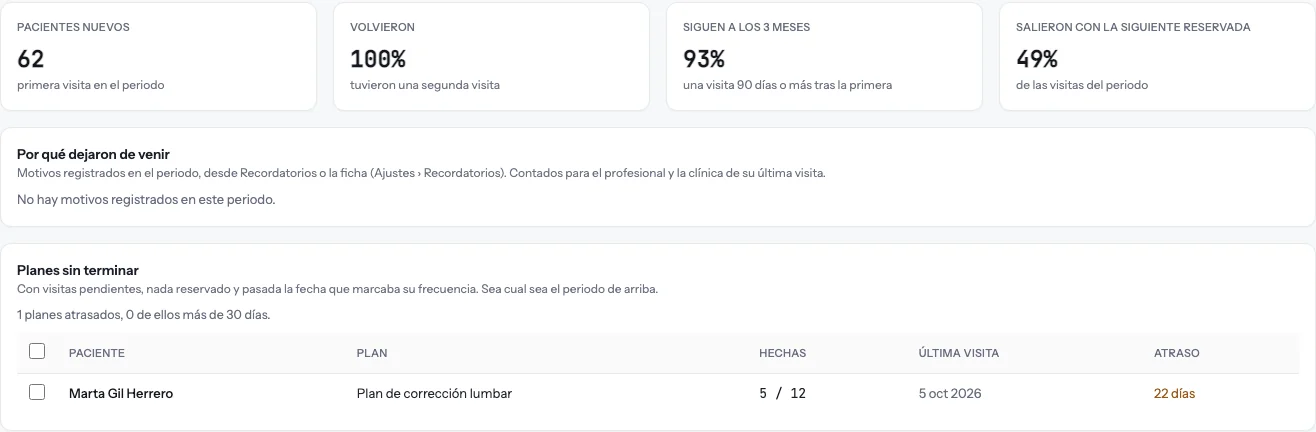 PACIENTES NUEVOS
62
primera visita en el periodo
VOLVIERON
100%
tuvieron una segunda visita
SIGUEN A LOS 3 MESES
93%
una visita 90 días o más tras la primera
SALIERON CON LA SIGUIENTE RESERVADA
49%
de las visitas del periodo
Por qué dejaron de venir
Motivos registrados en el periodo, desde Recordatorios o la ficha (Ajustes › Recordatorios). Contados para el profesional y la clínica de su última visita.
No hay motivos registrados en este periodo.
Planes sin terminar
Con visitas pendientes, nada reservado y pasada la fecha que marcaba su frecuencia. Sea cual sea el periodo de arriba.
1 planes atrasados, 0 de ellos más de 30 días.
PACIENTE PLAN HECHAS ÚLTIMA VISITA ATRASO
Marta Gil Herrero Plan de corrección lumbar 5 / 12 5 oct 2026 22 días